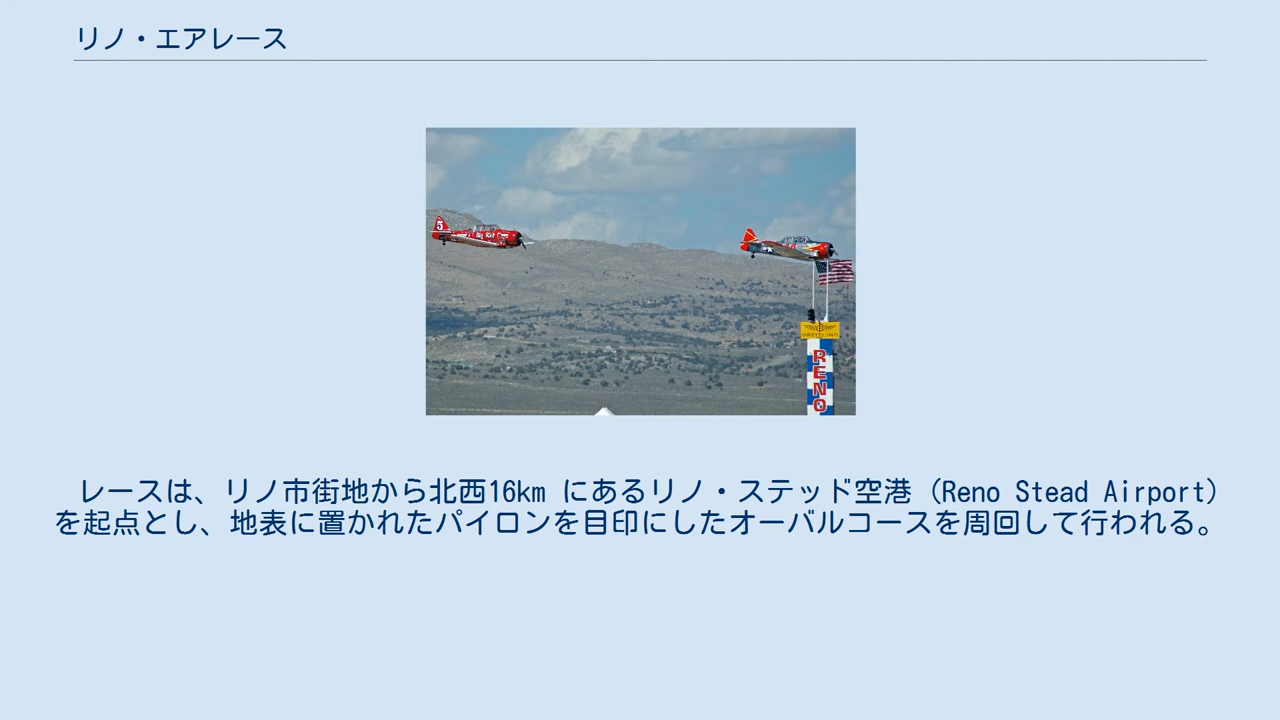 リノ・エアレース
5
BREITLING
RENO
レースは、リノ市街地から北西16km にあるリノ・ステッド空港（Reno Stead Airport）
を起点とし、地表に置かれたパイロンを目印にしたオーバルコースを周回して行われる。